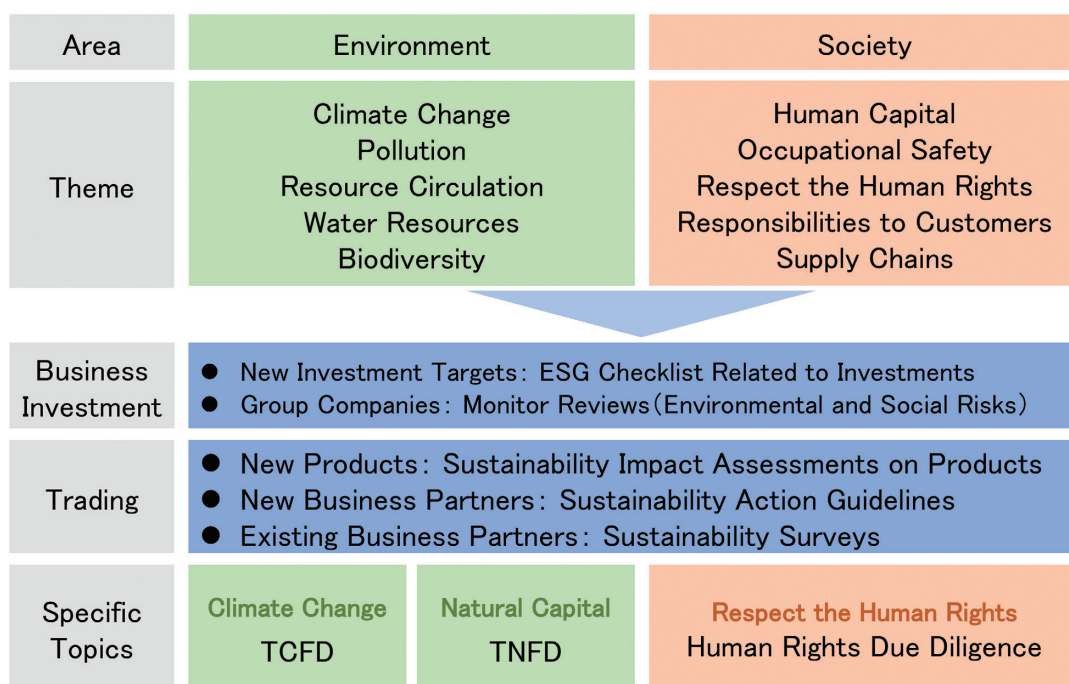 Area
Environment
Society
Theme
Climate Change
Pollution
Resource Circulation
Water Resources
Biodiversity
Human Capital
Occupational Safety
Respect the Human Rights
Responsibilities to Customers
Supply Chains
Business
Investment
● New Investment Targets: ESG Checklist Related to Investments
● Group Companies: Monitor Reviews(Environmental and Social Risks)
Trading
● New Products: Sustainability Impact Assessments on Products
● New Business Partners: Sustainability Action Guidelines
● Existing Business Partners: Sustainability Surveys
Specific
Topics
Climate Change
TCFD
Natural Capital
TNFD
Respect the Human Rights
Human Rights Due Diligence